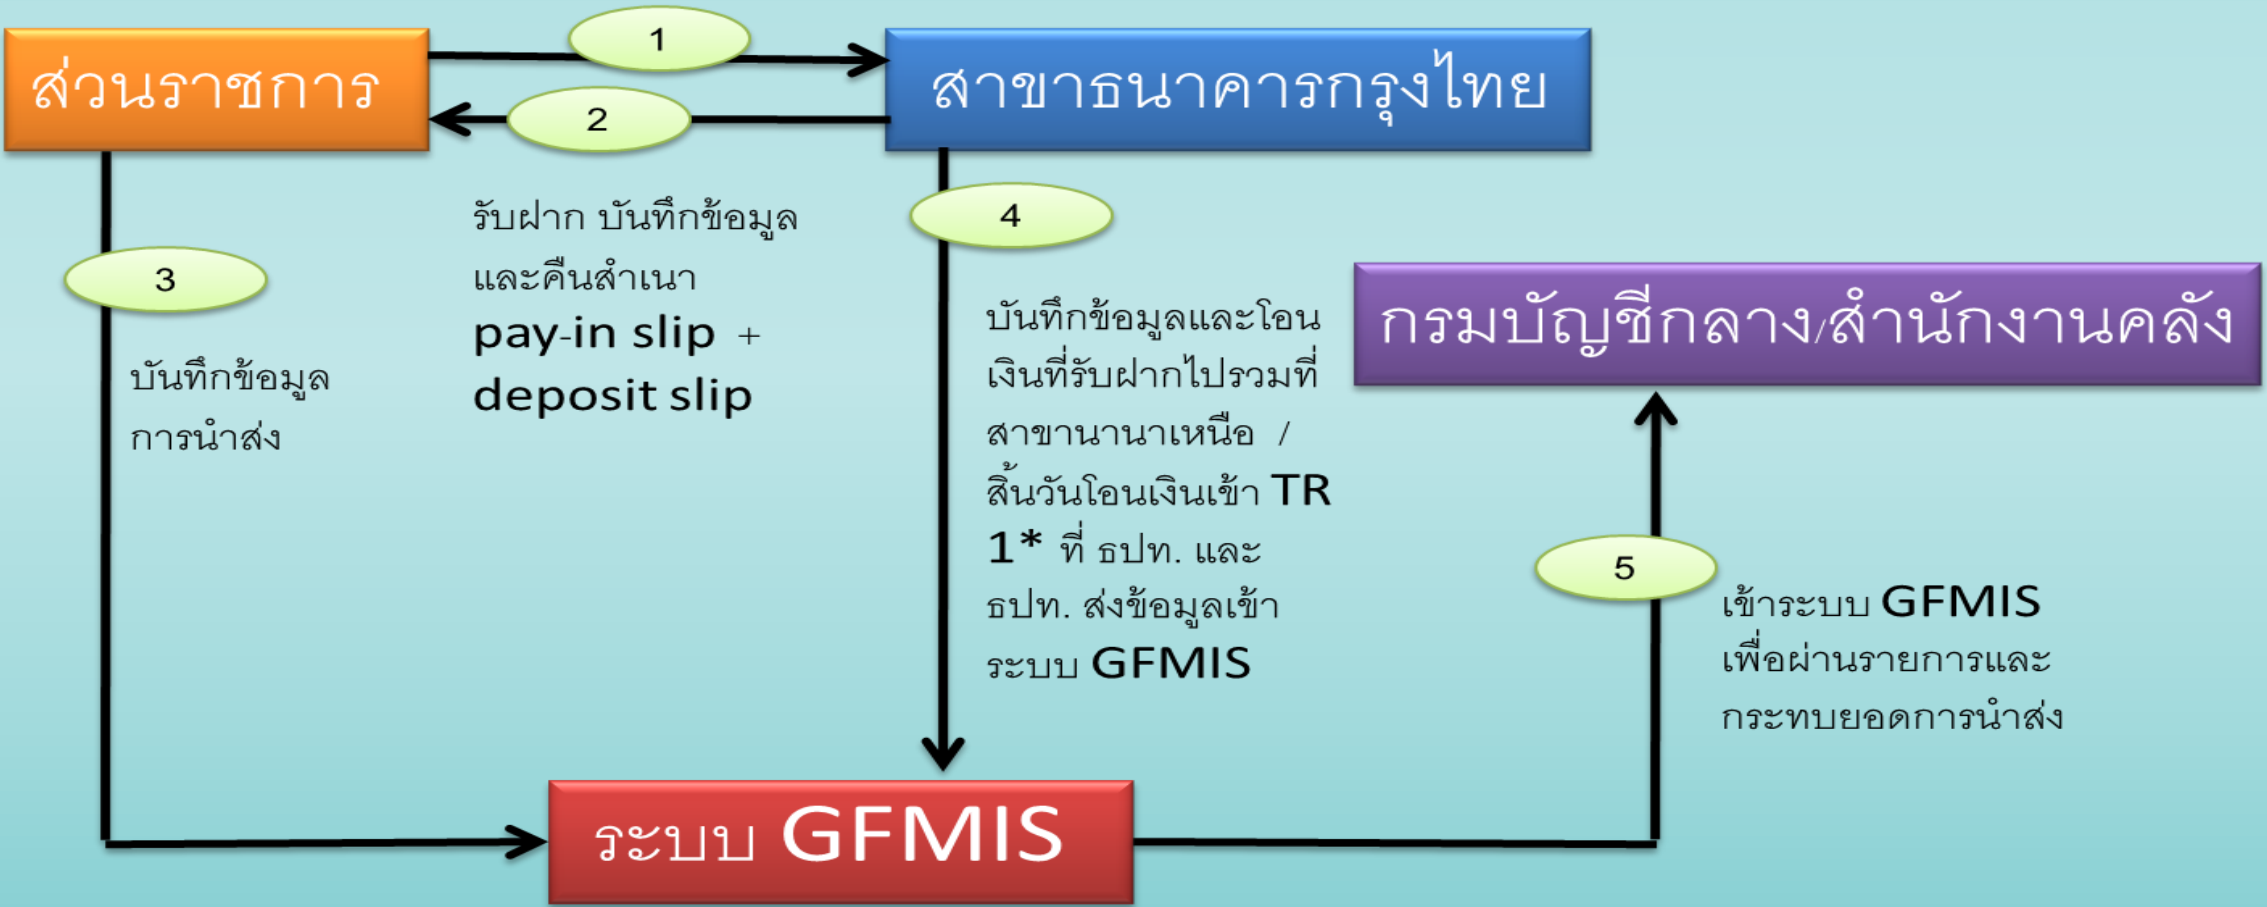 ส่วนราชการ
1
สาขาธนาคารกรุงไทย
2
รับฝาก บันทึกข้อมูล
และคืนสำเนา
pay-in slip +
deposit slip
3
บันทึกข้อมูล
การนำส่ง
4
บันทึกข้อมูลและโอน
เงินที่รับฝากไปรวมที่
สาขานานาเหนือ /
สิ้นวันโอนเงินเข้า TR
1* ที่ ธปท. และ
ธปท. ส่งข้อมูลเข้า
ระบบ GFMIS
กรมบัญชีกลาง/สำนักงานคลัง
5
เข้าระบบ GFMIS
เพื่อผ่านรายการและ
กระทบยอดการนำส่ง
ระบบ GFMIS